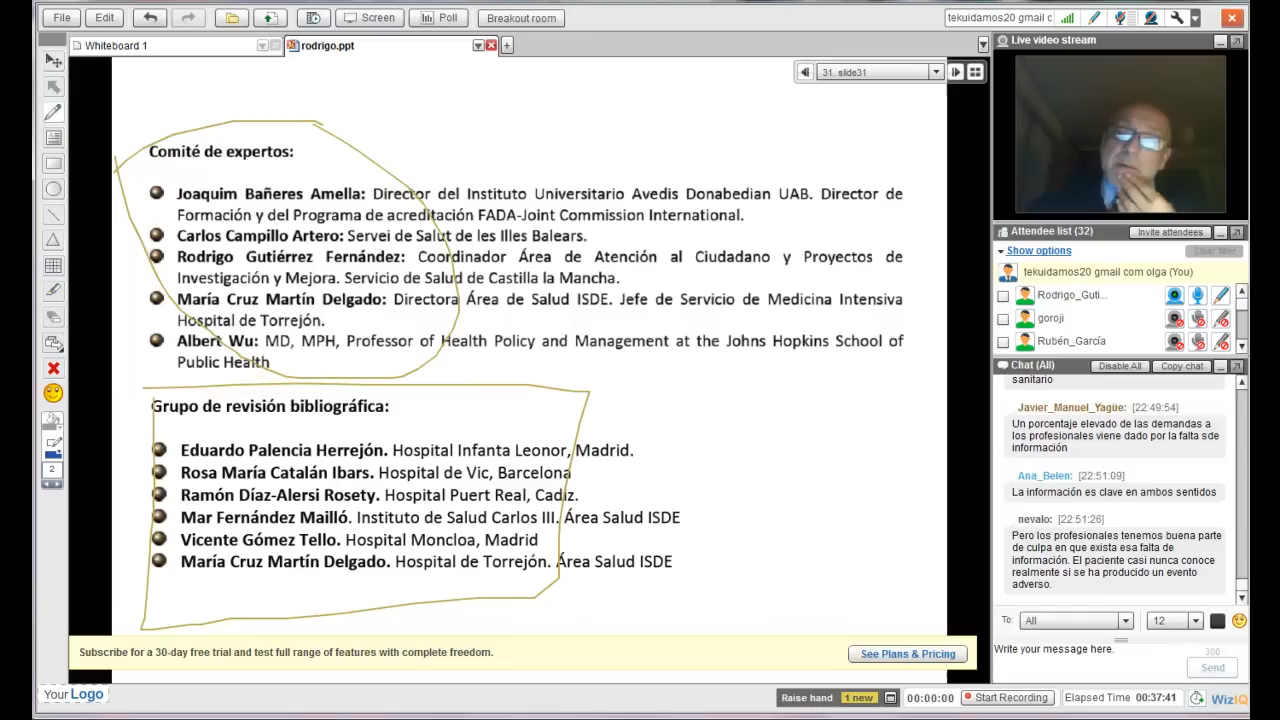 File
Edit
Screen
Poll
Breakout room
tekuidamos20 gmail c
Whiteboard 1
rodrigo.ppt
31. slide31
Comité de expertos:
Joaquim Bañeres Amella: Director del Instituto Universitario Avedis Donabedian UAB. Director de
Formación y del Programa de acreditación FADA-Joint Commission International.
Carlos Campillo Artero: Servei de Salut de les Illes Balears.
Rodrigo Gutiérrez Fernández: Coordinador Área de Atención al Ciudadano y Proyectos de
Investigación y Mejora. Servicio de Salud de Castilla la Mancha.
María Cruz Martín Delgado: Directora Área de Salud ISDE. Jefe de Servicio de Medicina Intensiva
Hospital de Torrejón.
Albert Wu: MD, MPH, Professor of Health Policy and Management at the Johns Hopkins School of
Public Health
Grupo de revisión bibliográfica:
Eduardo Palencia Herrejón. Hospital Infanta Leonor, Madrid.
Rosa María Catalán Ibars. Hospital de Vic, Barcelona
Ramón Díaz-Alersi Rosety. Hospital Puert Real, Cadiz.
Mar Fernández Mailló. Instituto de Salud Carlos III. Área Salud ISDE
Vicente Gómez Tello. Hospital Moncloa, Madrid
María Cruz Martín Delgado. Hospital de Torrejón. Área Salud ISDE
2
Subscribe for a 30-day free trial and test full range of features with complete freedom.
See Plans & Pricing
Your Logo
Raise hand
1 new
00:00:00
Start Recording
Elapsed Time 00:37:41
WizIQ
Live video stream
Attendee list (32)
Invite attendees
Show options
Clear filter
tekuidamos20 gmail com olga (You)
Rodrigo_Guti...
goroji
Rubén_García
Chat (All)
Disable All
Copy chat
sanitario
Javier_Manuel_Yagüe: [22:49:54]
Un porcentaje elevado de las demandas a
los profesionales viene dado por la falta sde
información
Ana_Belen: [22:51:09]
La información es clave en ambos sentidos
nevalo: [22:51:26]
Pero los profesionales tenemos buena parte
de culpa en que exista esa falta de
información. El paciente casi nunca conoce
realmente si se ha producido un evento
adverso.
To:
All
12
Write your message here.
300
Send